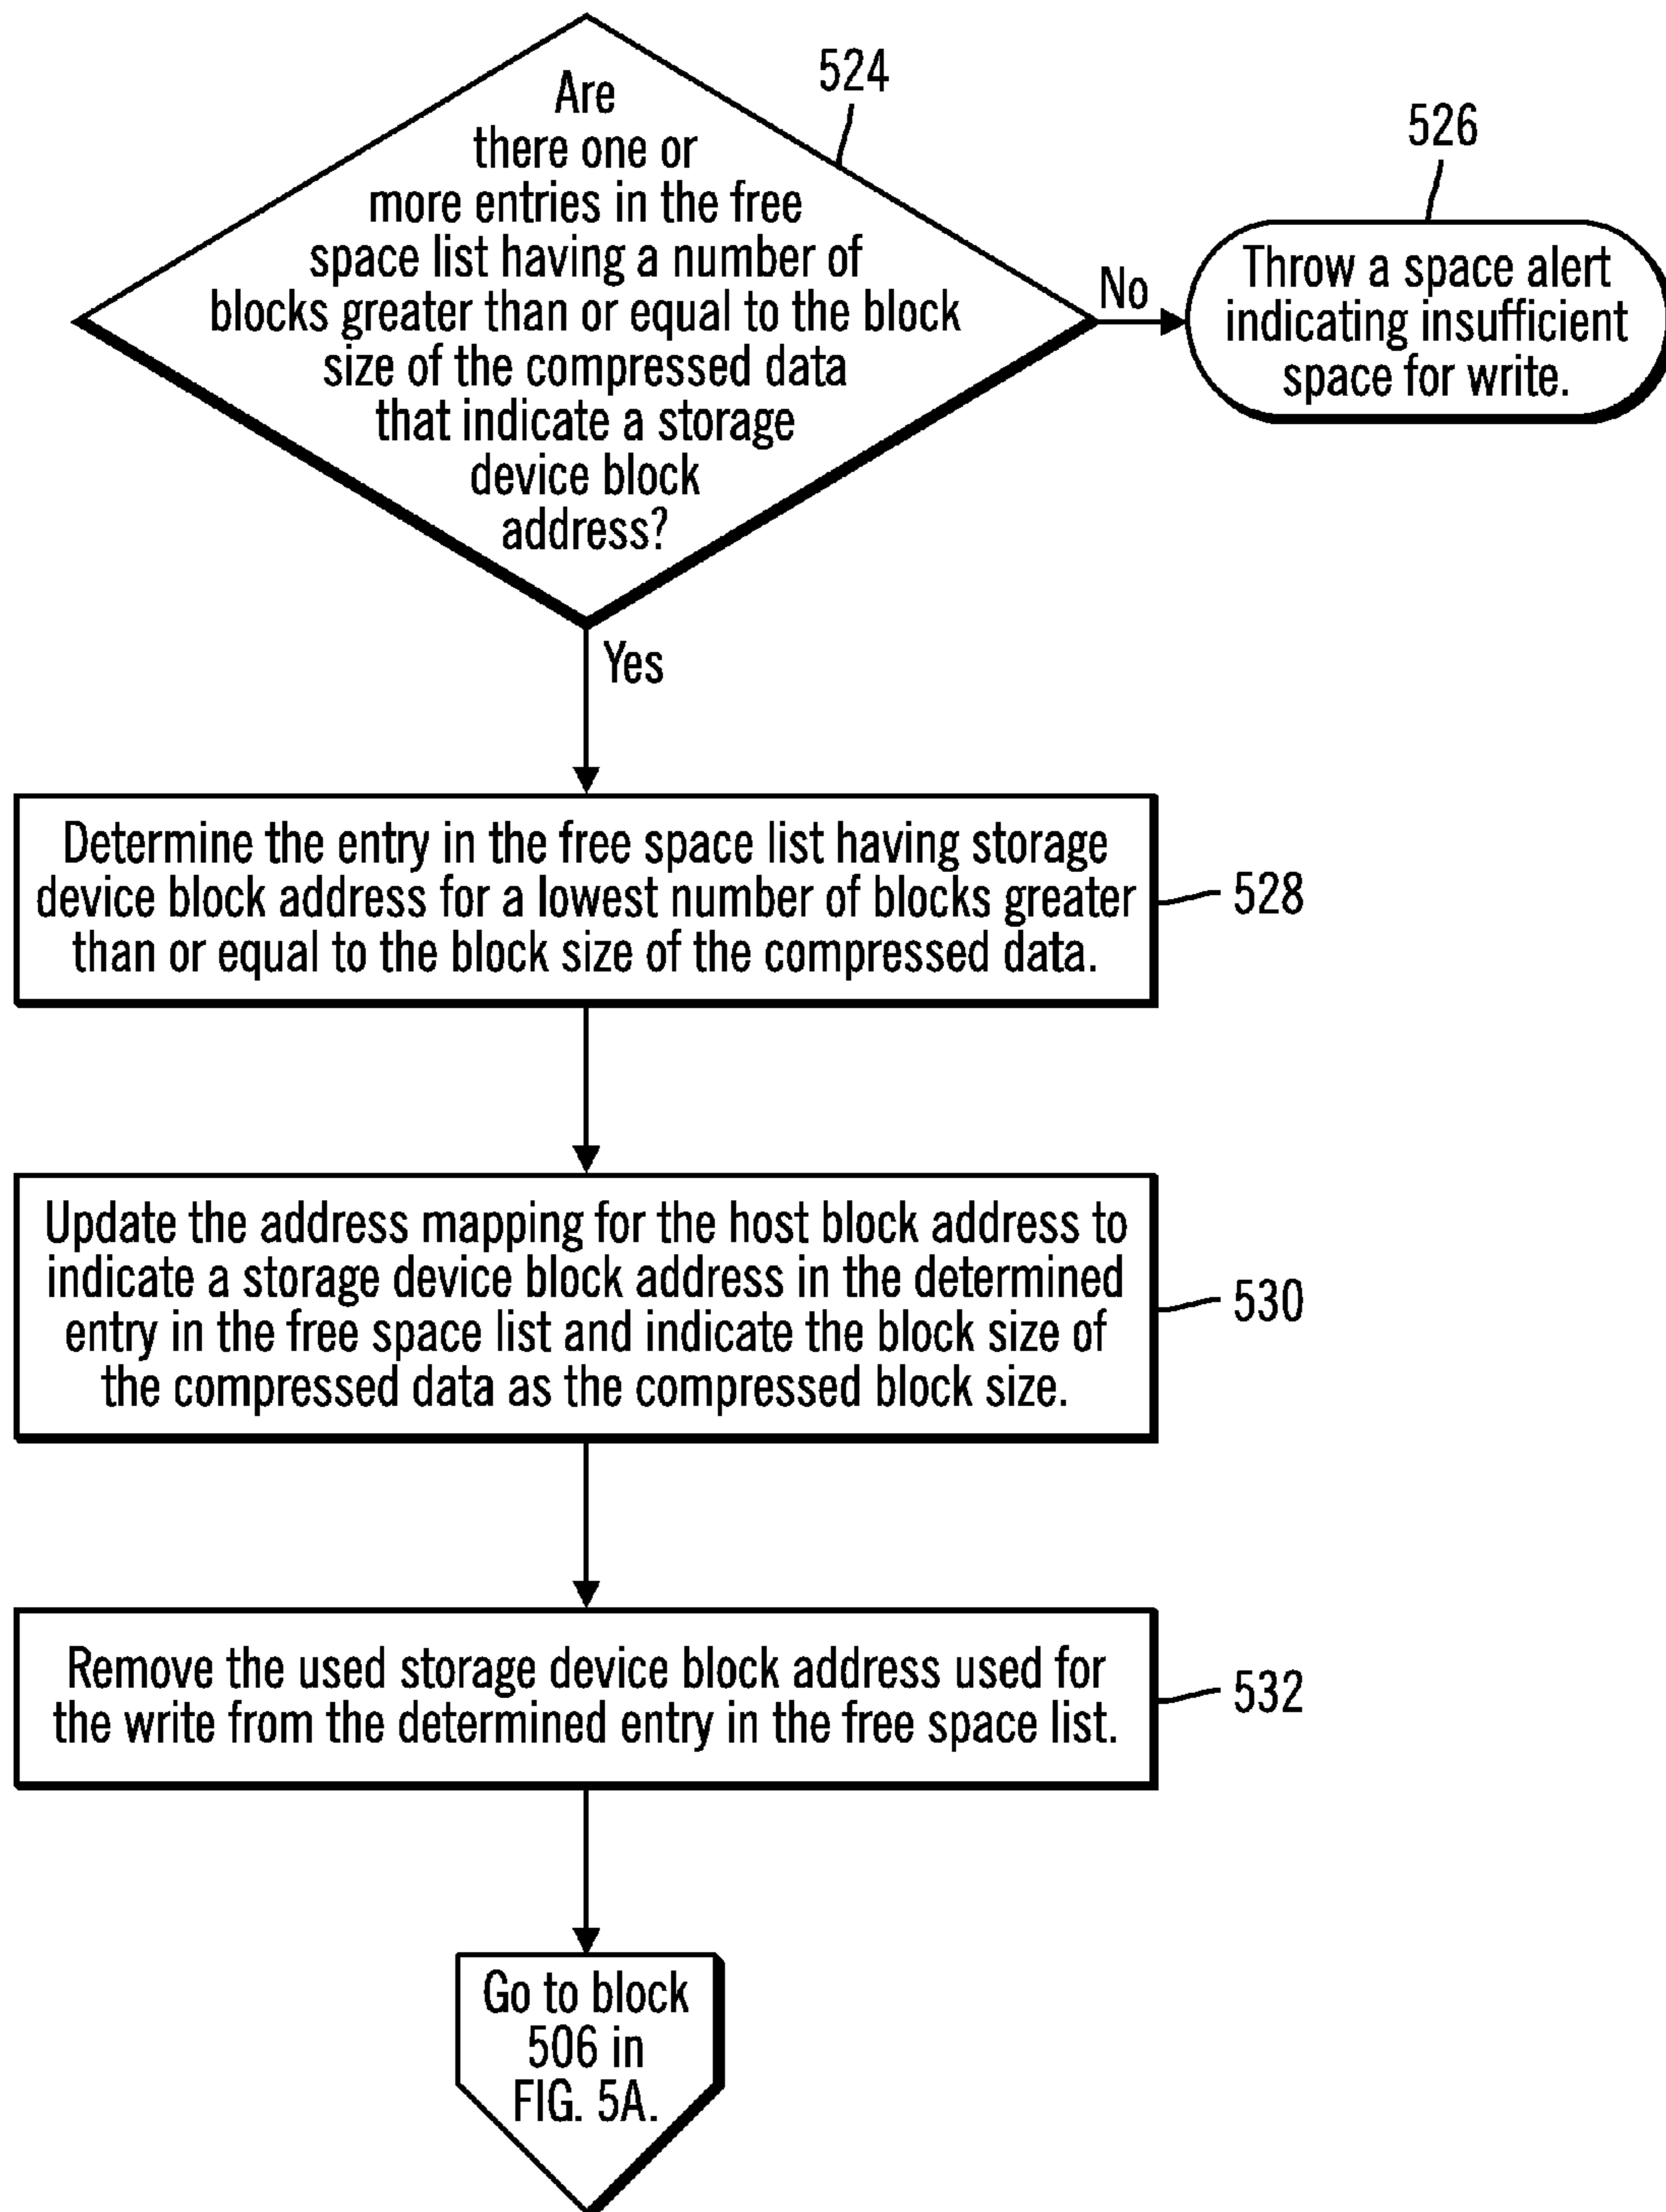 Are
there one or
more entries in the free
space list having a number of
blocks greater than or equal to the block
size of the compressed data
that indicate a storage
device block
address?
524
526
No
Throw a space alert
indicating insufficient
space for write.
Yes
Determine the entry in the free space list having storage
device block address for a lowest number of blocks greater
than or equal to the block size of the compressed data.
528
Update the address mapping for the host block address to
indicate a storage device block address in the determined
entry in the free space list and indicate the block size of
the compressed data as the compressed block size.
530
Remove the used storage device block address used for
the write from the determined entry in the free space list.
532
Go to block
506 in
FIG. 5A.